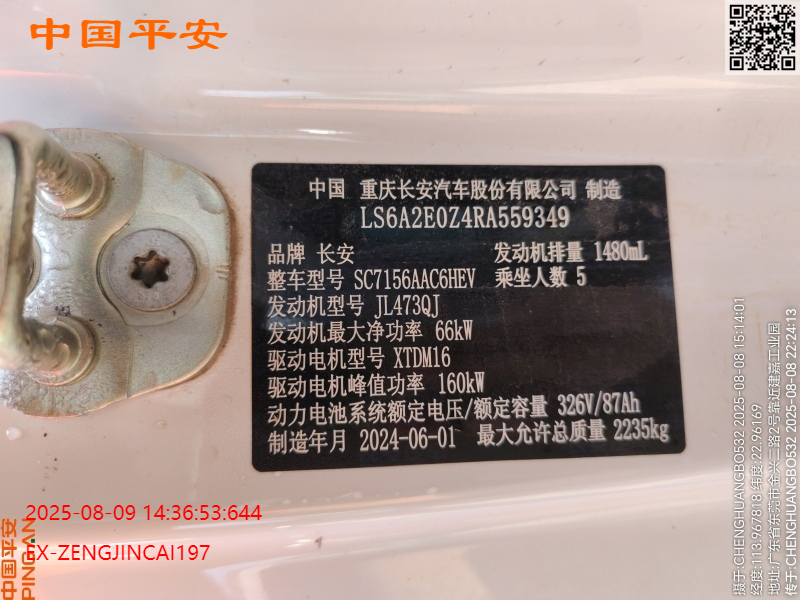 中国平安
中国 重庆长安汽车股份有限公司 制造
LS6A2E0Z4RA559349
品牌 长安 发动机排量 1480mL
整车型号 SC7156AAC6HEV 乘坐人数 5
发动机型号 JL473QJ
发动机最大净功率 66kW
驱动电机型号 XTDM16
驱动电机峰值功率 160kW
动力电池系统额定电压/额定容量 326V/87Ah
制造年月 2024-06-01 最大允许总质量 2235kg
2025-08-09 14:36:53:644
EX-ZENGJINCAI197
中国平安
PING AN
摄于:CHENGHUANGBO532 2025-08-08 15:14:01
经度:113.967818 纬度:22.96169
地址:广东省东莞市金兴二路2号靠近建嘉工业园
传于:CHENGHUANGBO532 2025-08-08 22:24:13